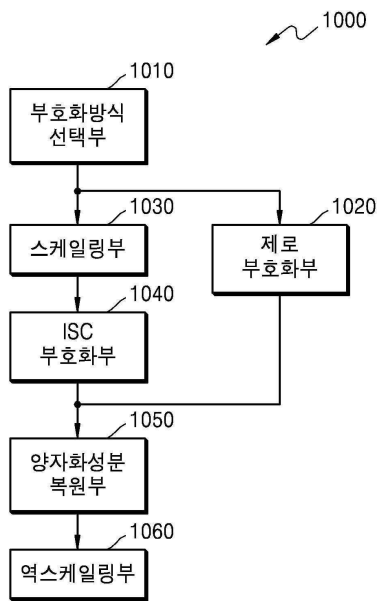 1000
1010
부호화방식
선택부
1030
스케일링부
1020
제로
부호화부
1040
ISC
부호화부
1050
양자화성분
복원부
1060
역스케일링부